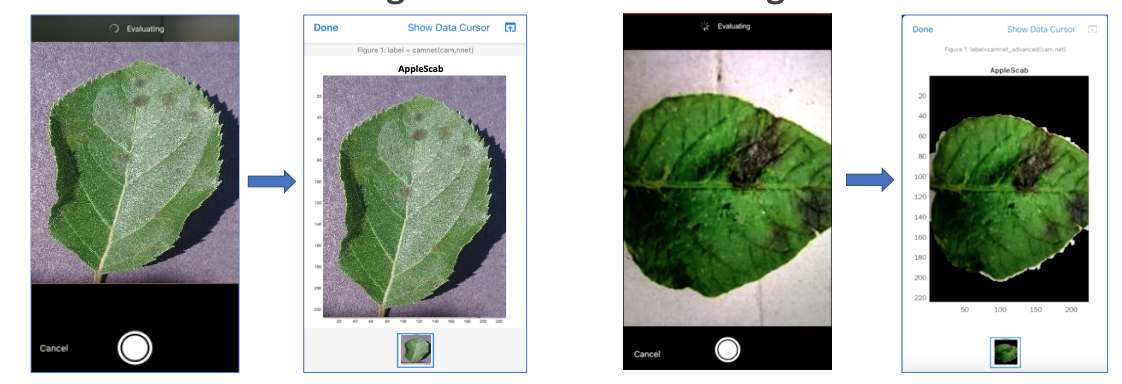 Evaluating
Cancel
Done Show Data Cursor
Figure 1: label = camnet(cam,nnet)
AppleScab
20
40
60
80
100
120
140
160
180
200
220
20 40 60 80 100 120 140 160 180 200 220
Evaluating
Cancel
Done Show Data Cursor
Figure 1: label=camnet_advanced(cam,net)
AppleScab
20
40
60
80
100
120
140
160
180
200
220
50 100 150 200